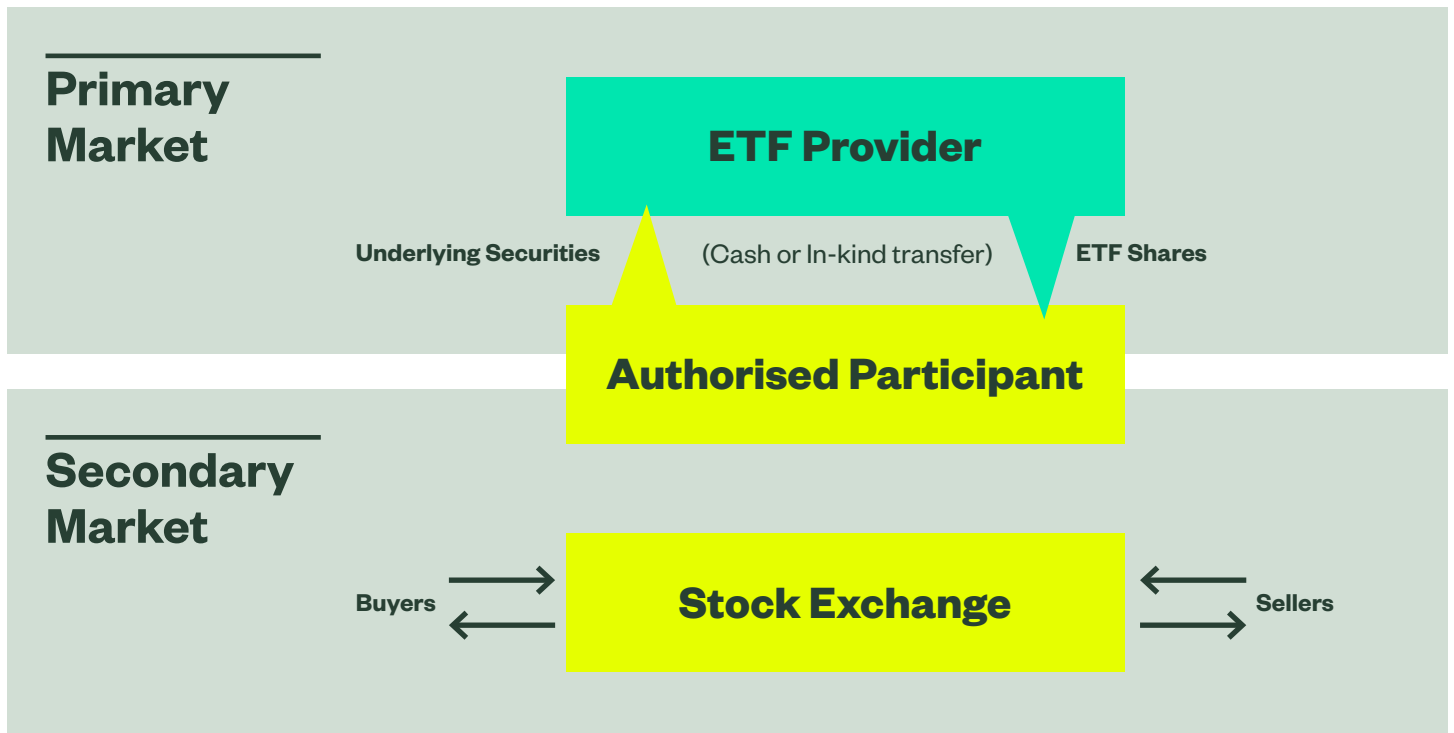 Primary
Market
ETF Provider
Underlying Securities
(Cash or In-kind transfer)
ETF Shares
Authorised Participant
Secondary
Market
Stock Exchange
Buyers
Sellers